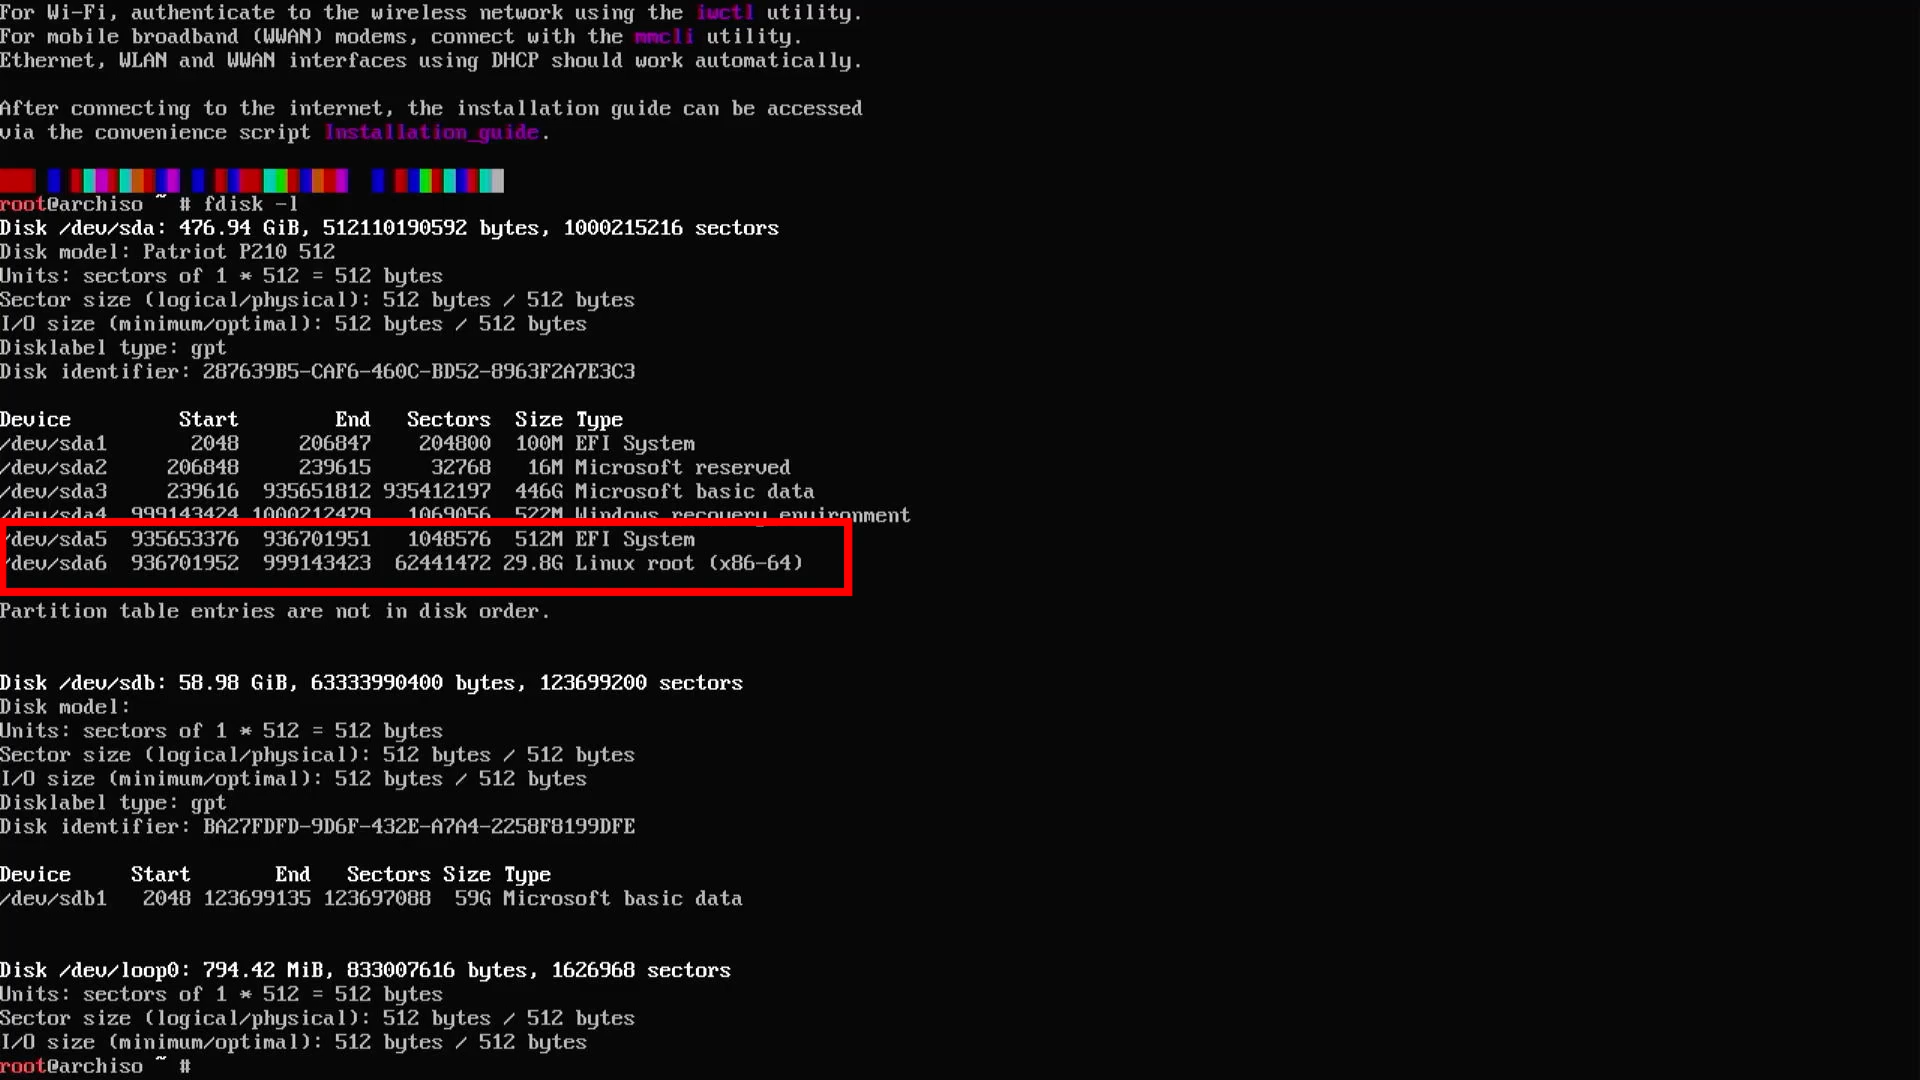 For Wi-Fi, authenticate to the wireless network using the iwctl utility.
For mobile broadband (WWAN) modems, connect with the mmcli utility.
Ethernet, WLAN and WWAN interfaces using DHCP should work automatically.
After connecting to the internet, the installation guide can be accessed
via the convenience script Installation_guide.
root@archiso ~ # fdisk -l
Disk /dev/sda: 476.94 GiB, 512110190592 bytes, 1000215216 sectors
Disk model: Patriot P210 512
Units: sectors of 1 * 512 = 512 bytes
Sector size (logical/physical): 512 bytes / 512 bytes
I/O size (minimum/optimal): 512 bytes / 512 bytes
Disklabel type: gpt
Disk identifier: 287639B5-CAF6-460C-BD52-8963F2A7E3C3
Device Start End Sectors Size Type
/dev/sda1 2048 206847 204800 100M EFI System
/dev/sda2 206848 239615 32768 16M Microsoft reserved
/dev/sda3 239616 935651812 935412197 446G Microsoft basic data
/dev/sda4 999143424 1000212479 1069056 522M Windows recovery environment
/dev/sda5 935653376 936701951 1048576 512M EFI System
/dev/sda6 936701952 999143423 62441472 29.8G Linux root (x86-64)
Partition table entries are not in disk order.
Disk /dev/sdb: 58.98 GiB, 63333990400 bytes, 123699200 sectors
Disk model:
Units: sectors of 1 * 512 = 512 bytes
Sector size (logical/physical): 512 bytes / 512 bytes
I/O size (minimum/optimal): 512 bytes / 512 bytes
Disklabel type: gpt
Disk identifier: BA27FDFD-9D6F-432E-A7A4-2258F8199DFE
Device Start End Sectors Size Type
/dev/sdb1 2048 123699135 123697088 59G Microsoft basic data
Disk /dev/loop0: 794.42 MiB, 833007616 bytes, 1626968 sectors
Units: sectors of 1 * 512 = 512 bytes
Sector size (logical/physical): 512 bytes / 512 bytes
I/O size (minimum/optimal): 512 bytes / 512 bytes
root@archiso ~ #